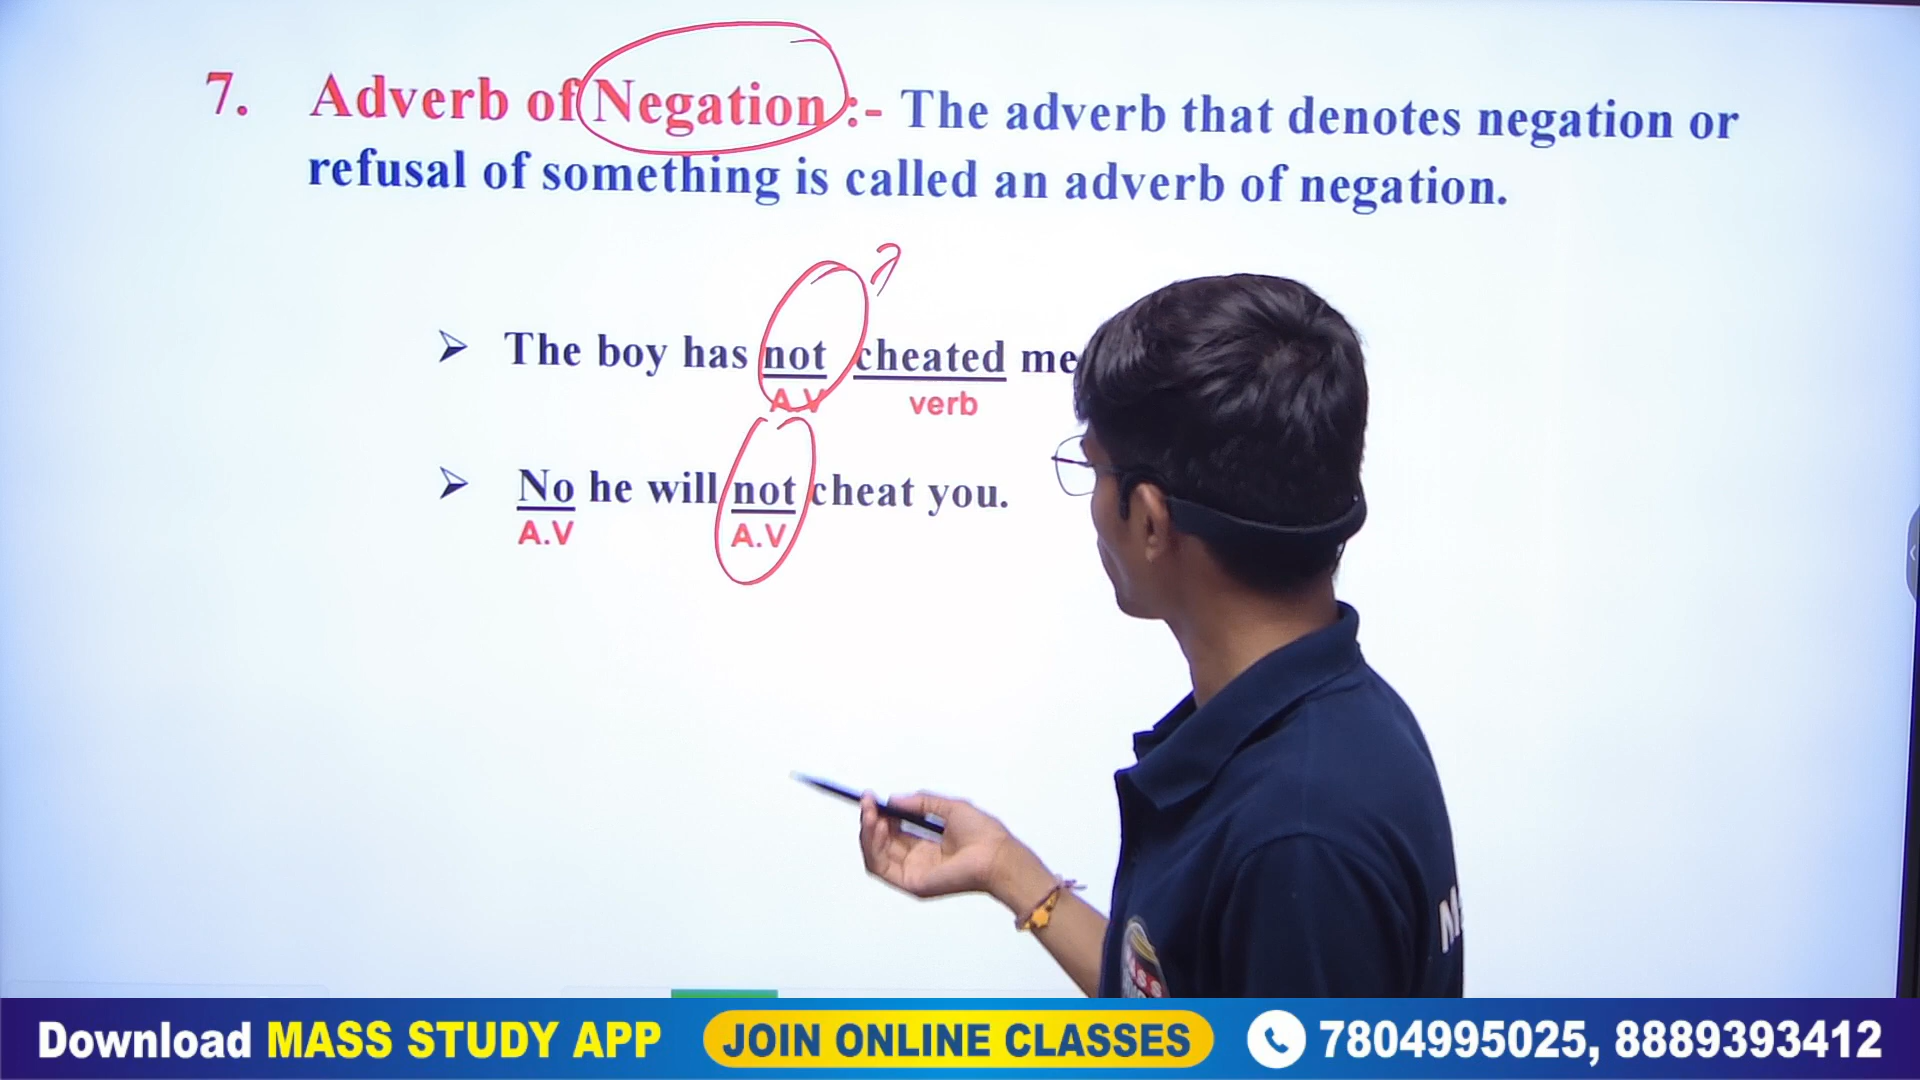 7. Adverb of Negation :- The adverb that denotes negation or
refusal of something is called an adverb of negation.
➢ The boy has not cheated me
A.V verb
➢ No he will not cheat you.
A.V A.V
Download MASS STUDY APP JOIN ONLINE CLASSES 7804995025, 8889393412